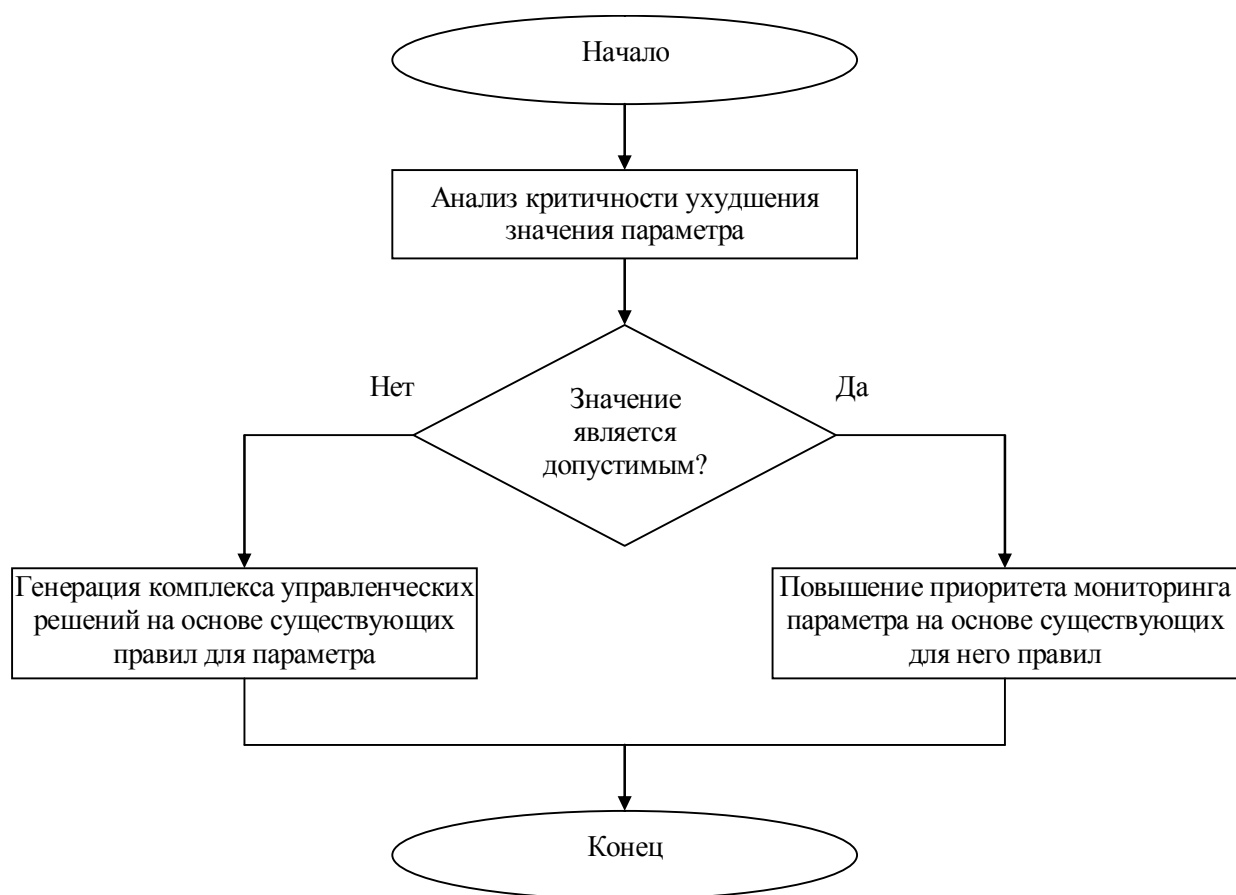 Начало
Анализ критичности ухудшения
значения параметра
Нет
Да
Значение
является
допустимым?
Генерация комплекса управленческих
решений на основе существующих
правил для параметра
Повышение приоритета мониторинга
параметра на основе существующих
для него правил
Конец